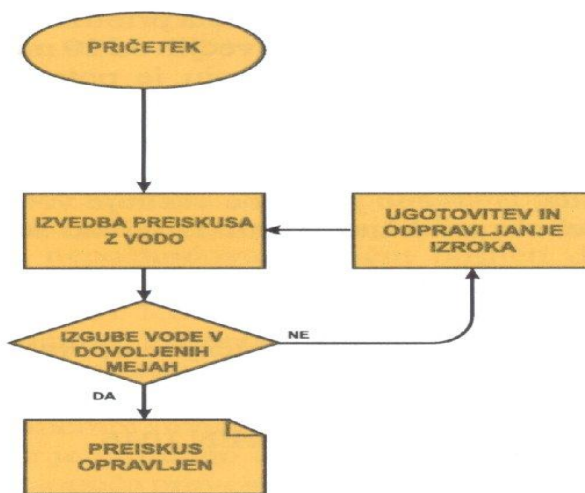 PRIČETEK
IZVEDBA PREISKUSA
Z VODO
UGOTOVITEV IN
ODPRAVLJANJE
IZROKA
IZGUBE VODE V
DOVOLJENIH
MEJAH
NE
DA
PREISKUS
OPRAVLJEN